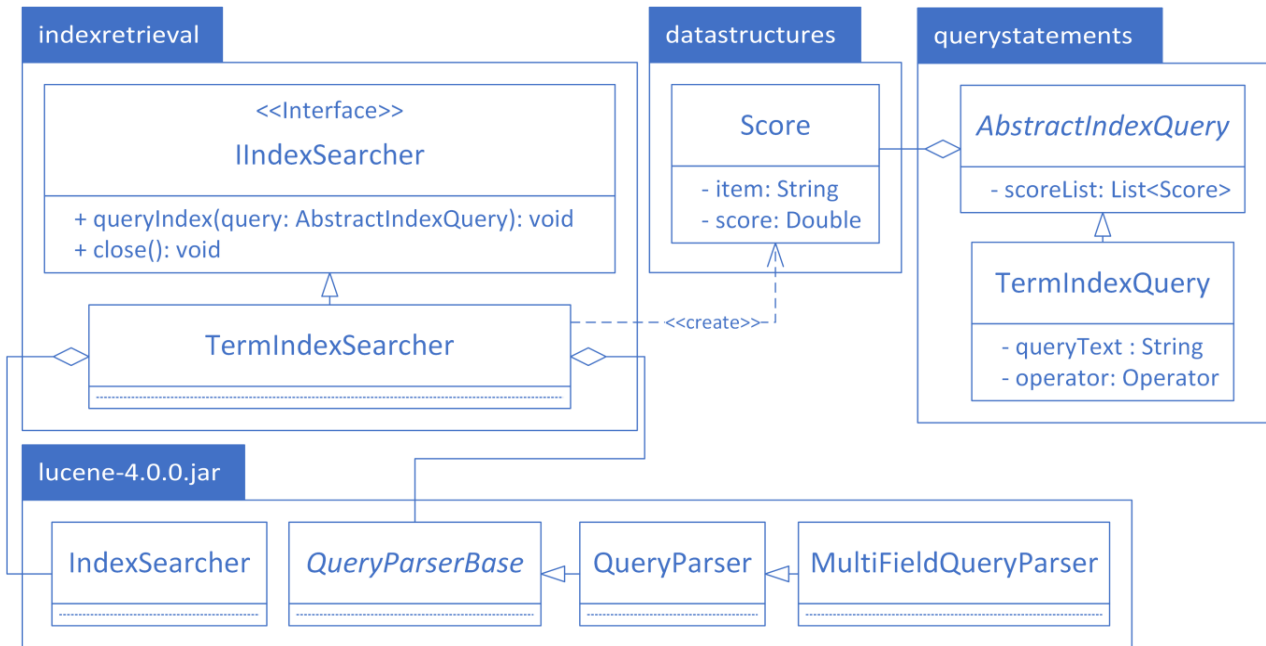 indexretrieval
<<Interface>>
IIndexSearcher
+ queryIndex(query: AbstractIndexQuery): void
+ close(): void
TermIndexSearcher
datastructures
Score
- item: String
- score: Double
<<create>>
querystatements
AbstractIndexQuery
- scoreList: List<Score>
TermIndexQuery
- queryText : String
- operator: Operator
lucene-4.0.0.jar
IndexSearcher
QueryParserBase
QueryParser
MultiFieldQueryParser